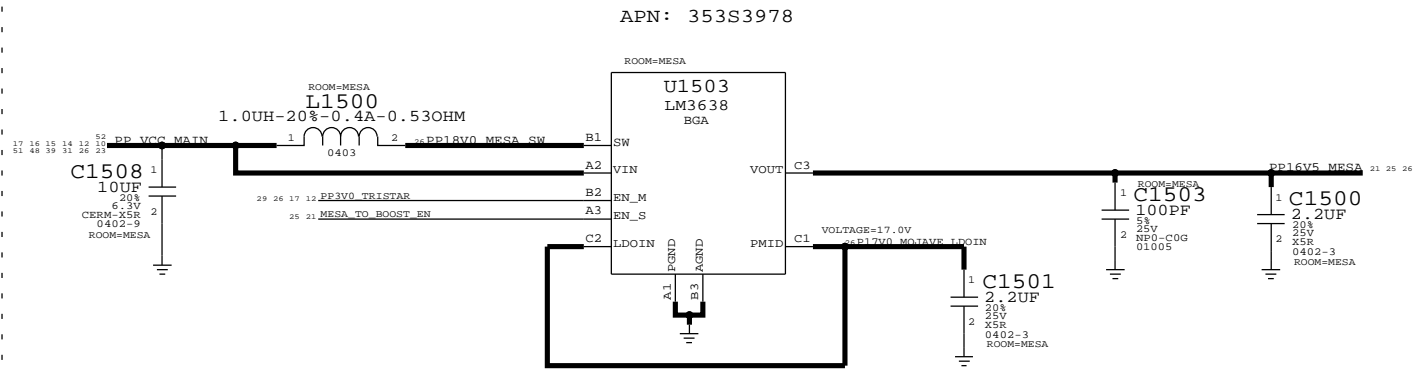 APN: 353S3978
ROOM=MESA
U1503
LM3638
BGA
ROOM=MESA
L1500
1.0UH-20%-0.4A-0.53OHM
1
2
0403
17 16 15 14 12 10
52
51 48 39 31 26 23
PP_VCC_MAIN
26 PP18V0_MESA_SW
B1
SW
A2
VIN
29 26 17 12 PP3V0_TRISTAR
B2
EN_M
25 21 MESA_TO_BOOST_EN
A3
EN_S
C2
LDOIN
C1508
1
10UF
20%
6.3V
CERM-X5R
2
0402-9
ROOM=MESA
VOUT
C3
PMID
C1
PGND
AGND
A1
B3
PP16V5_MESA 21 25 26
VOLTAGE=17.0V
26 P17V0_MOJAVE_LDOIN
ROOM=MESA
1
C1503
100PF
5%
25V
2
NP0-C0G
01005
1
C1500
2.2UF
20%
25V
2
X5R
0402-3
ROOM=MESA
1
C1501
2.2UF
20%
25V
2
X5R
0402-3
ROOM=MESA